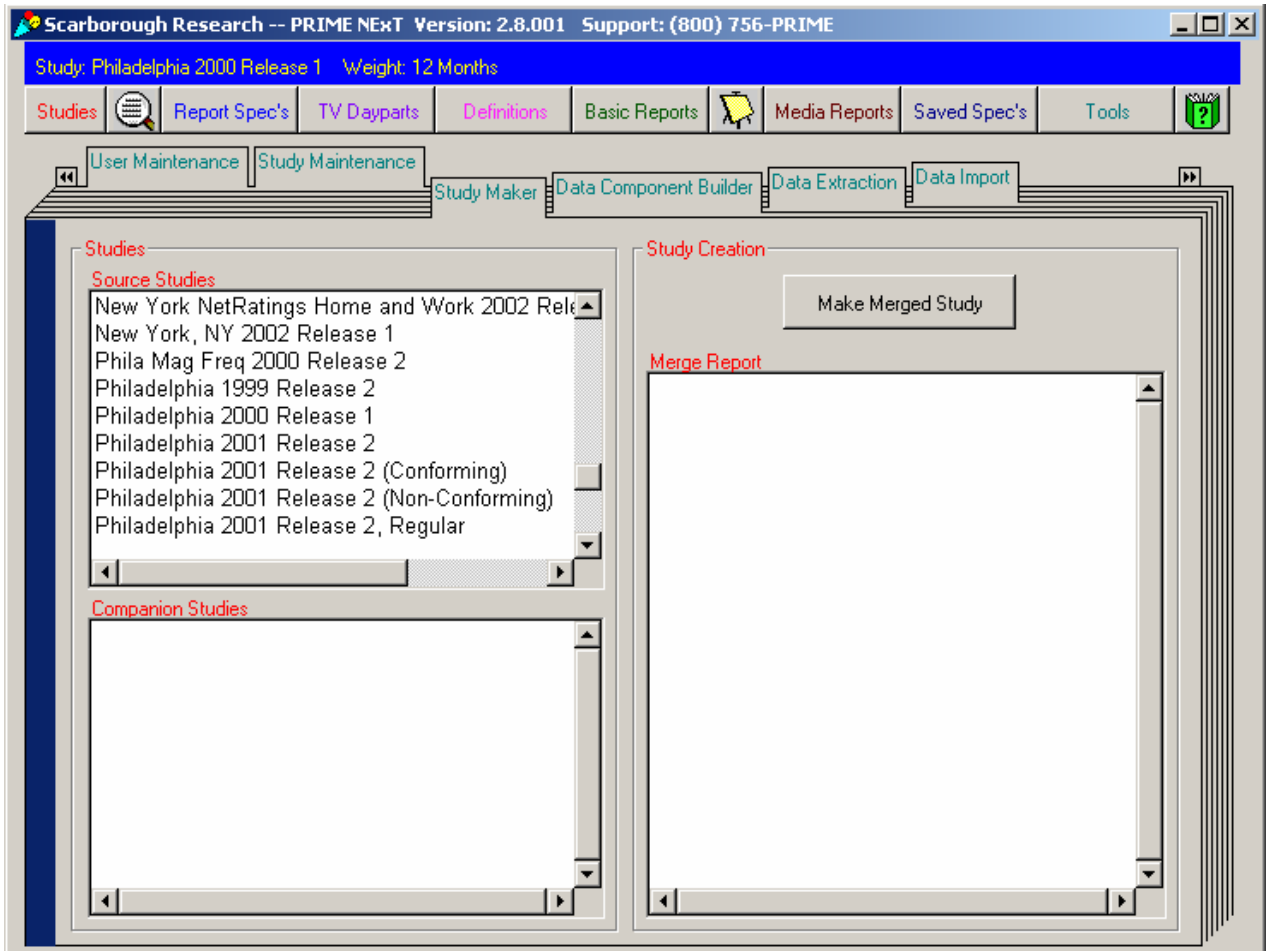 Scarborough Research -- PRIME NExT Version: 2.8.001 Support: (800) 756-PRIME
Study: Philadelphia 2000 Release 1 Weight: 12 Months
Studies Report Spec's TV Dayparts Definitions Basic Reports Media Reports Saved Spec's Tools ?
User Maintenance Study Maintenance
Study Maker Data Component Builder Data Extraction Data Import
Studies
Source Studies
New York NetRatings Home and Work 2002 Rele
New York, NY 2002 Release 1
Phila Mag Freq 2000 Release 2
Philadelphia 1999 Release 2
Philadelphia 2000 Release 1
Philadelphia 2001 Release 2
Philadelphia 2001 Release 2 (Conforming)
Philadelphia 2001 Release 2 (Non-Conforming)
Philadelphia 2001 Release 2, Regular
Companion Studies
Study Creation
Make Merged Study
Merge Report